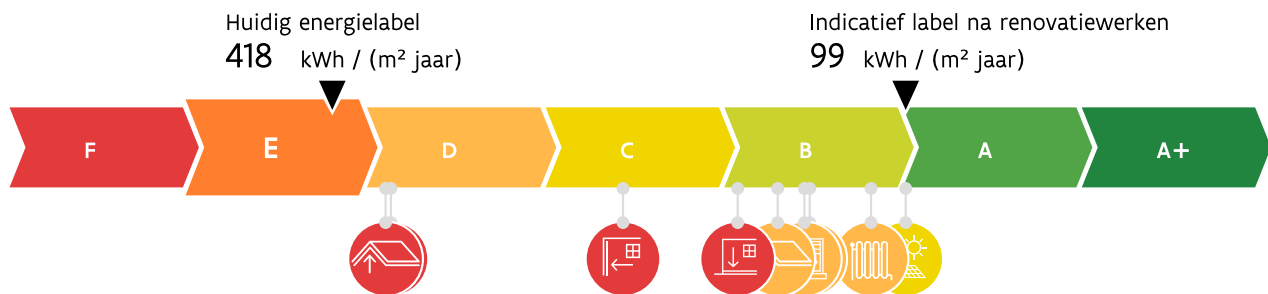 Huidig energielabel
418 kWh / (m² jaar)
Indicatief label na renovatiewerken
99 kWh / (m² jaar)
F E D C B A A+